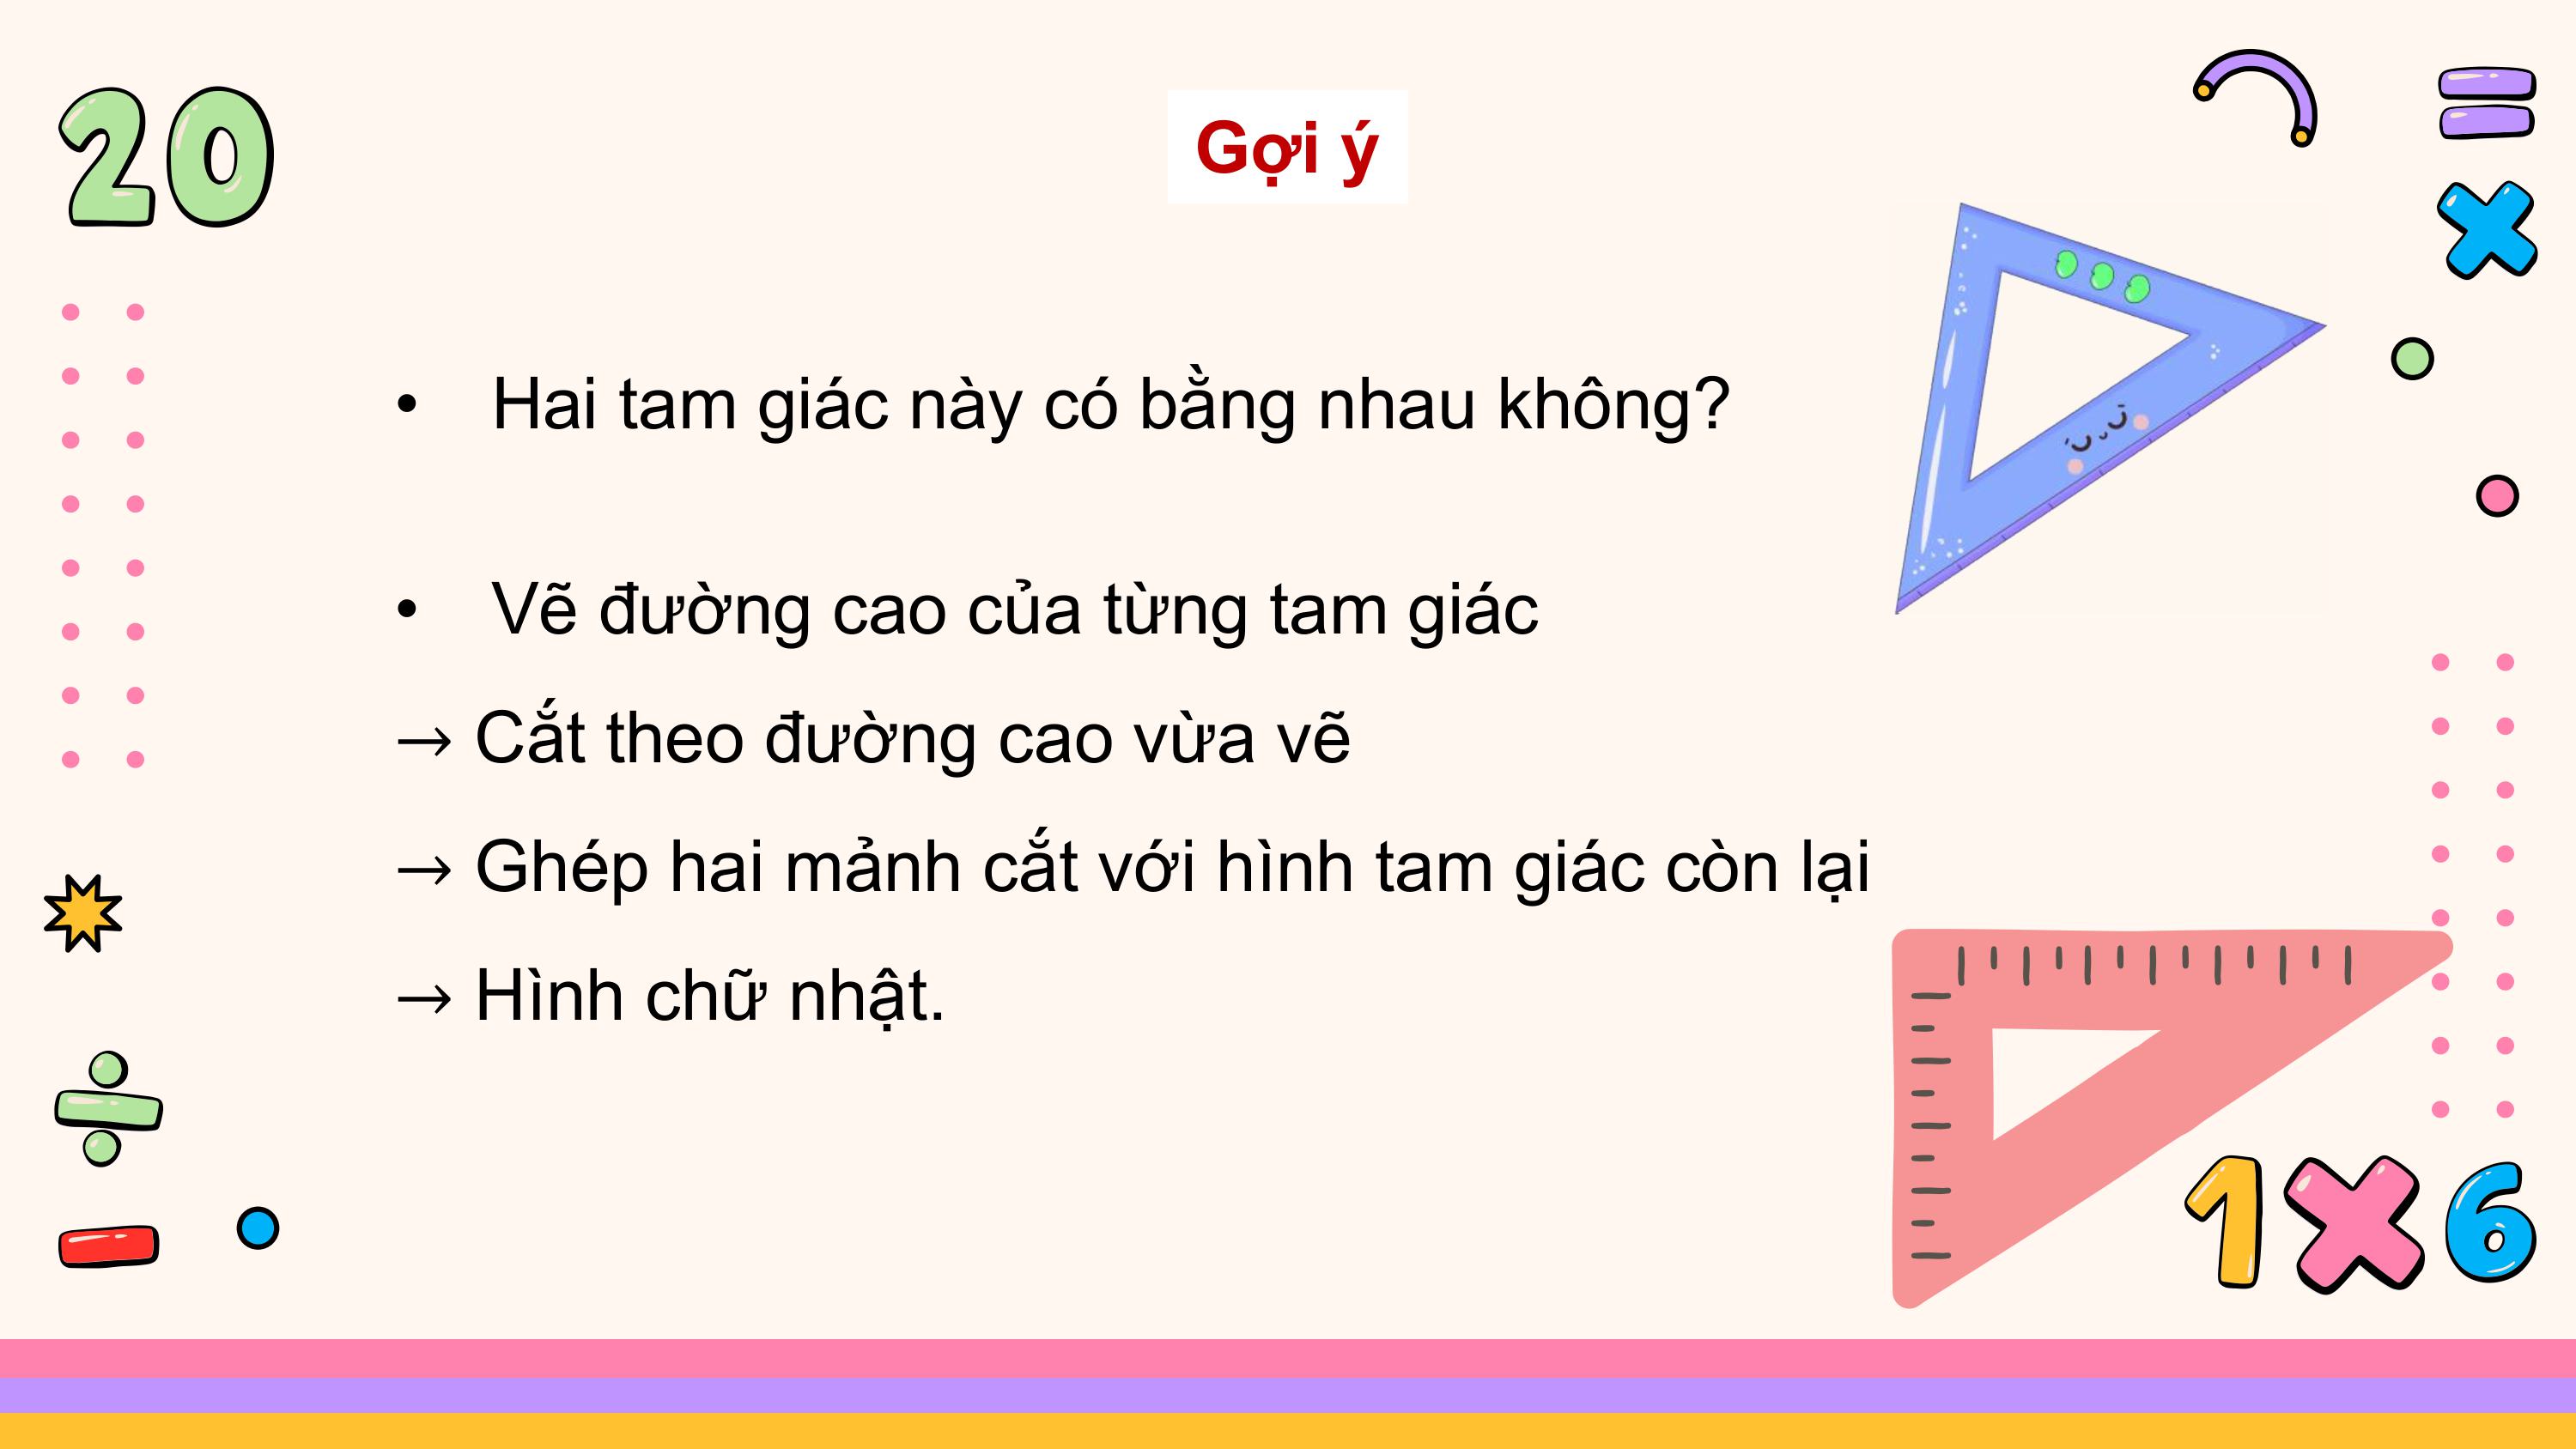 20
Gợi ý
• Hai tam giác này có bằng nhau không?
• Vẽ đường cao của từng tam giác
→ Cắt theo đường cao vừa vẽ
→ Ghép hai mảnh cắt với hình tam giác còn lại
→ Hình chữ nhật.
1×6